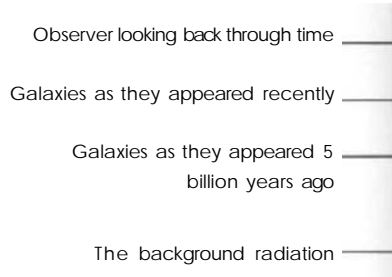 Observer looking back through time
Galaxies as they appeared recently
Galaxies as they appeared 5
billion years ago
The background radiation